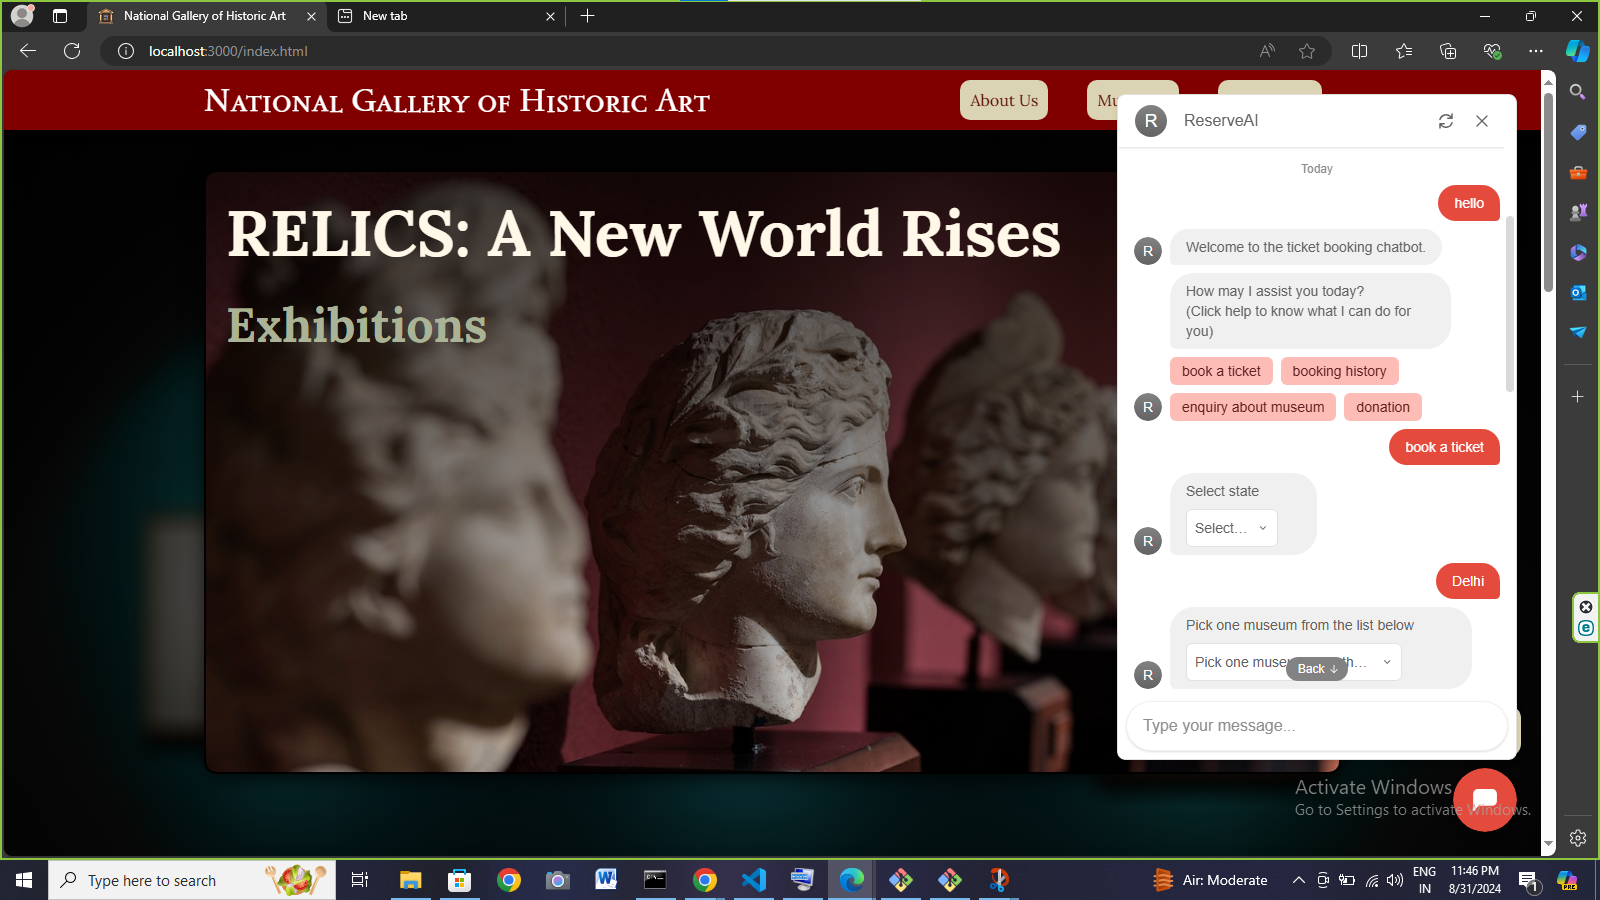 National Gallery of Historic Art
New tab
localhost:3000/index.html
National Gallery of Historic Art
About Us
Mu
RELICS: A New World Rises
Exhibitions
R
ReserveAI
Today
hello
R
Welcome to the ticket booking chatbot.
How may I assist you today?
(Click help to know what I can do for
you)
book a ticket
booking history
R
enquiry about museum
donation
book a ticket
Select state
R
Select...
Delhi
Pick one museum from the list below
R
Pick one muse
th...
Back ↓
Type your message...
Activate Windows
Go to Settings to activate Windows.
Type here to search
Air: Moderate
ENG
IN
11:46 PM
8/31/2024
1
PRE